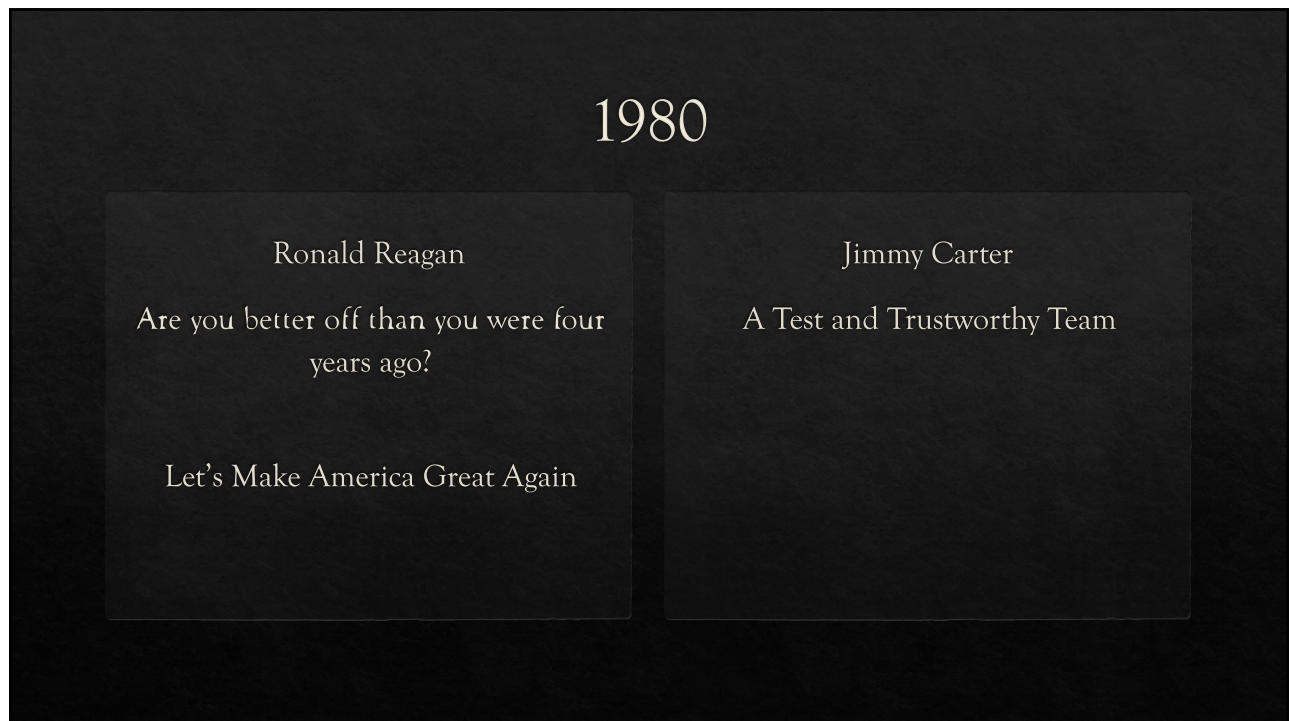 1980
Ronald Reagan
Are you better off than you were four
years ago?
Let’s Make America Great Again
Jimmy Carter
A Test and Trustworthy Team